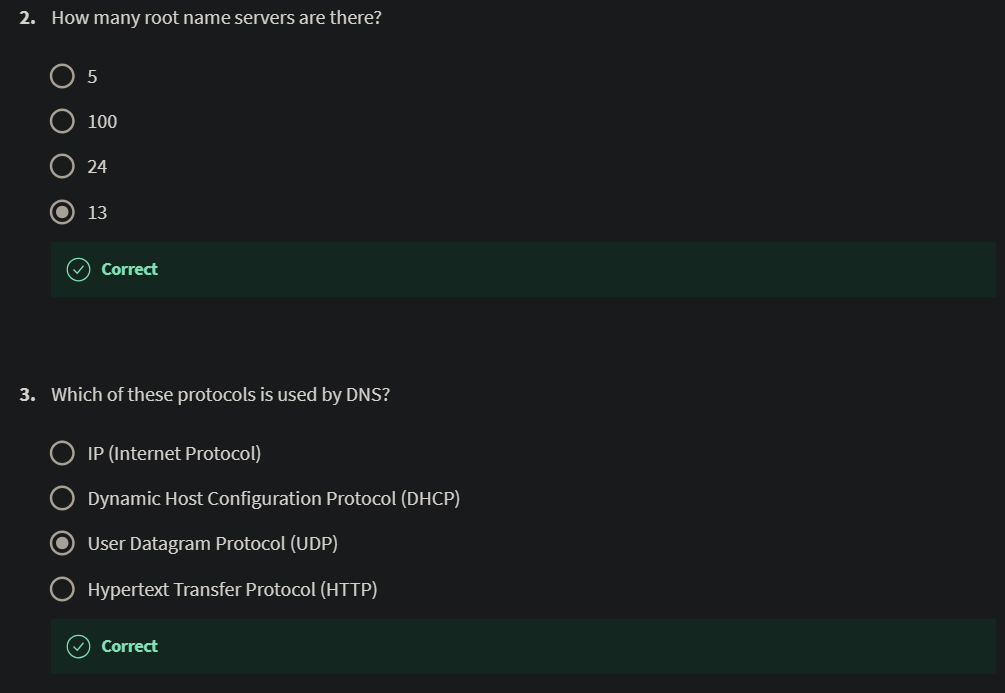 2. How many root name servers are there?
5
100
24
13
Correct
3. Which of these protocols is used by DNS?
IP (Internet Protocol)
Dynamic Host Configuration Protocol (DHCP)
User Datagram Protocol (UDP)
Hypertext Transfer Protocol (HTTP)
Correct